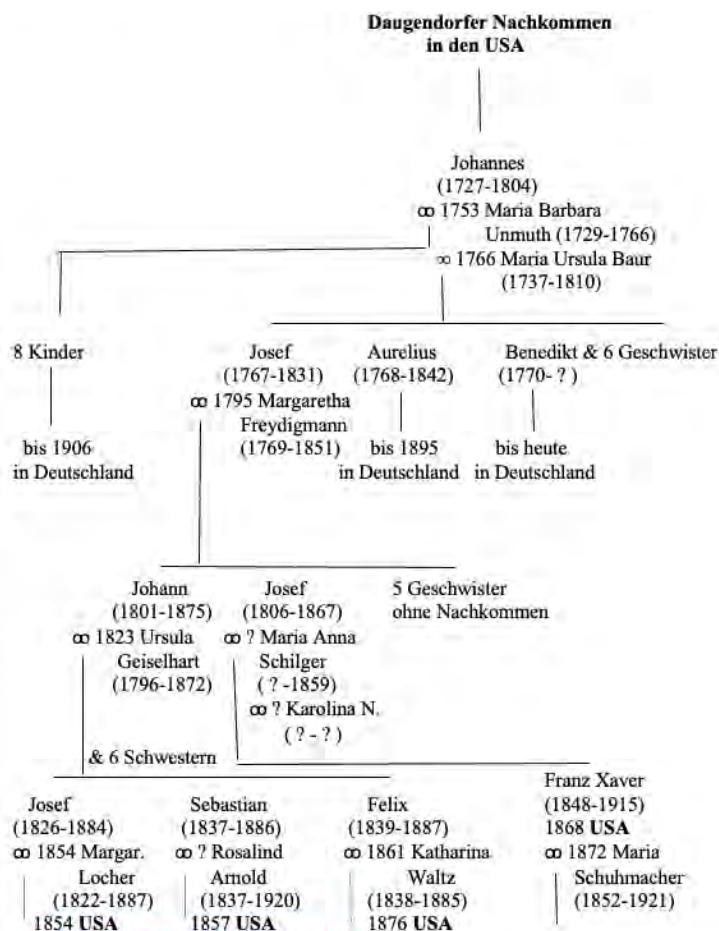 Daugendorfer Nachkommen
in den USA
Johannes
(1727-1804)
∞ 1753 Maria Barbara
Unmuth (1729-1766)
∞ 1766 Maria Ursula Baur
(1737-1810)
8 Kinder
bis 1906
in Deutschland
Josef
(1767-1831)
∞ 1795 Margaretha
Freydigmann
(1769-1851)
Aurelius
(1768-1842)
bis 1895
in Deutschland
Benedikt & 6 Geschwister
(1770- ? )
bis heute
in Deutschland
Johann
(1801-1875)
∞ 1823 Ursula
Geiselhart
(1796-1872)
Josef
(1806-1867)
∞ ? Maria Anna
Schilger
( ? -1859)
∞ ? Karolina N.
( ? - ? )
5 Geschwister
ohne Nachkommen
& 6 Schwestern
Josef
(1826-1884)
∞ 1854 Margar.
Locher
(1822-1887)
1854 USA
Sebastian
(1837-1886)
∞ ? Rosalind
Arnold
(1837-1920)
1857 USA
Felix
(1839-1887)
∞ 1861 Katharina
Waltz
(1838-1885)
1876 USA
Franz Xaver
(1848-1915)
1868 USA
∞ 1872 Maria
Schuhmacher
(1852-1921)